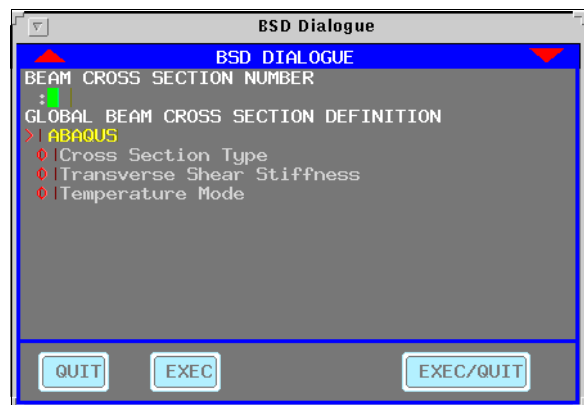 BSD Dialogue
BSD DIALOGUE
BEAM CROSS SECTION NUMBER
:
GLOBAL BEAM CROSS SECTION DEFINITION
>|ABAQUS
|Cross Section Type
|Transverse Shear Stiffness
|Temperature Mode
QUIT EXEC EXEC/QUIT